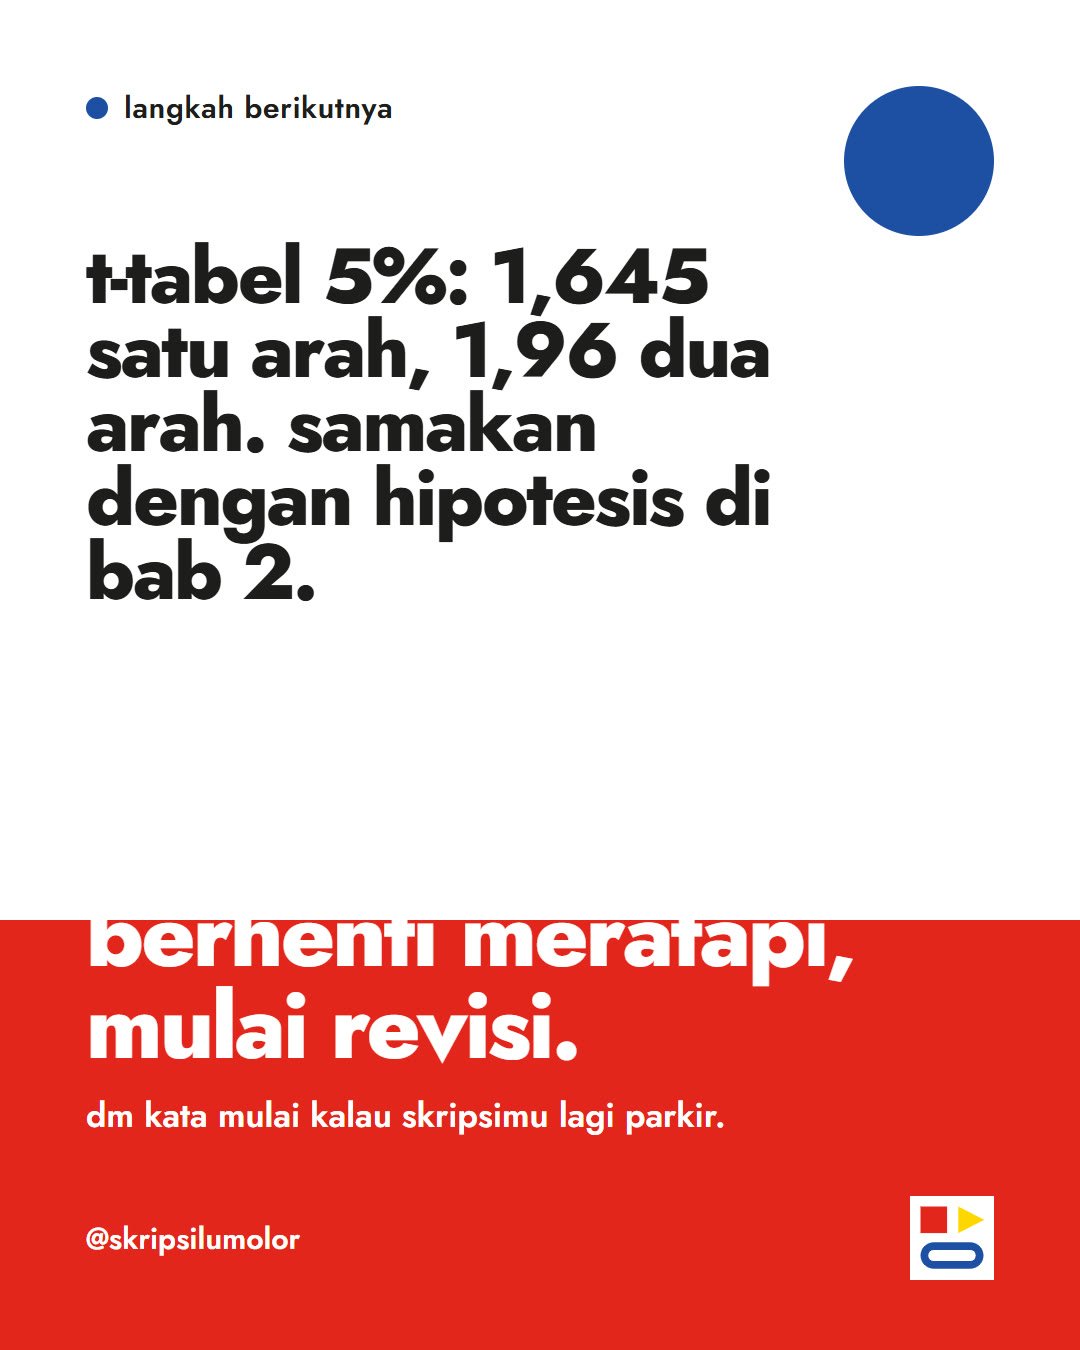 langkah berikutnya
t-tabel 5%: 1,645
satu arah, 1,96 dua
arah. samakan
dengan hipotesis di
bab 2.
berhenti meratapi,
mulai revisi.
dm kata mulai kalau skripsimu lagi parkir.
@skripsilumolor